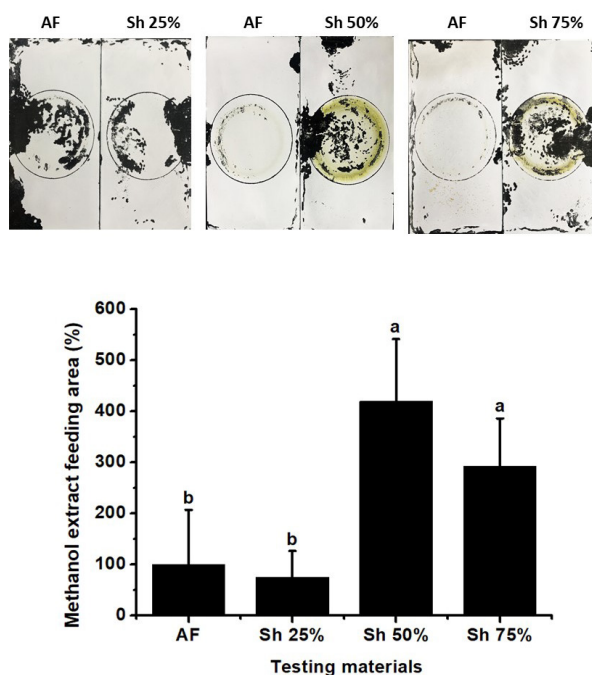 AF Sh 25% AF Sh 50% AF Sh 75%
600
500
400
300
200
100
0
Methanol extract feeding area (%)
b
b
a
a
AF Sh 25% Sh 50% Sh 75%
Testing materials